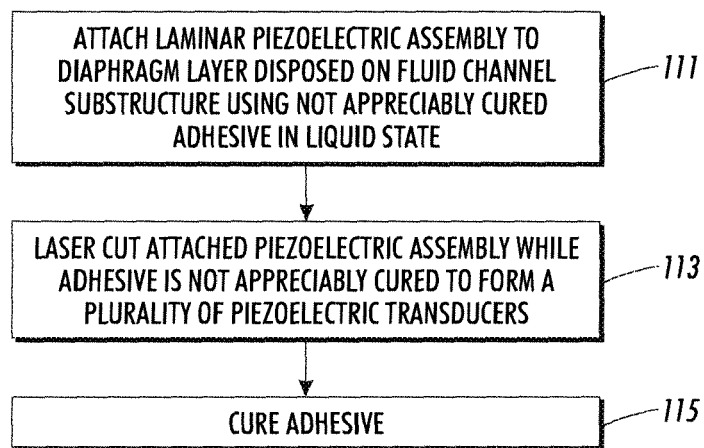 ATTACH LAMINAR PIEZOELECTRIC ASSEMBLY TO
DIAPHRAGM LAYER DISPOSED ON FLUID CHANNEL
SUBSTRUCTURE USING NOT APPRECIABLY CURED
ADHESIVE IN LIQUID STATE
111
LASER CUT ATTACHED PIEZOELECTRIC ASSEMBLY WHILE
ADHESIVE IS NOT APPRECIABLY CURED TO FORM A
PLURALITY OF PIEZOELECTRIC TRANSDUCERS
113
CURE ADHESIVE
115